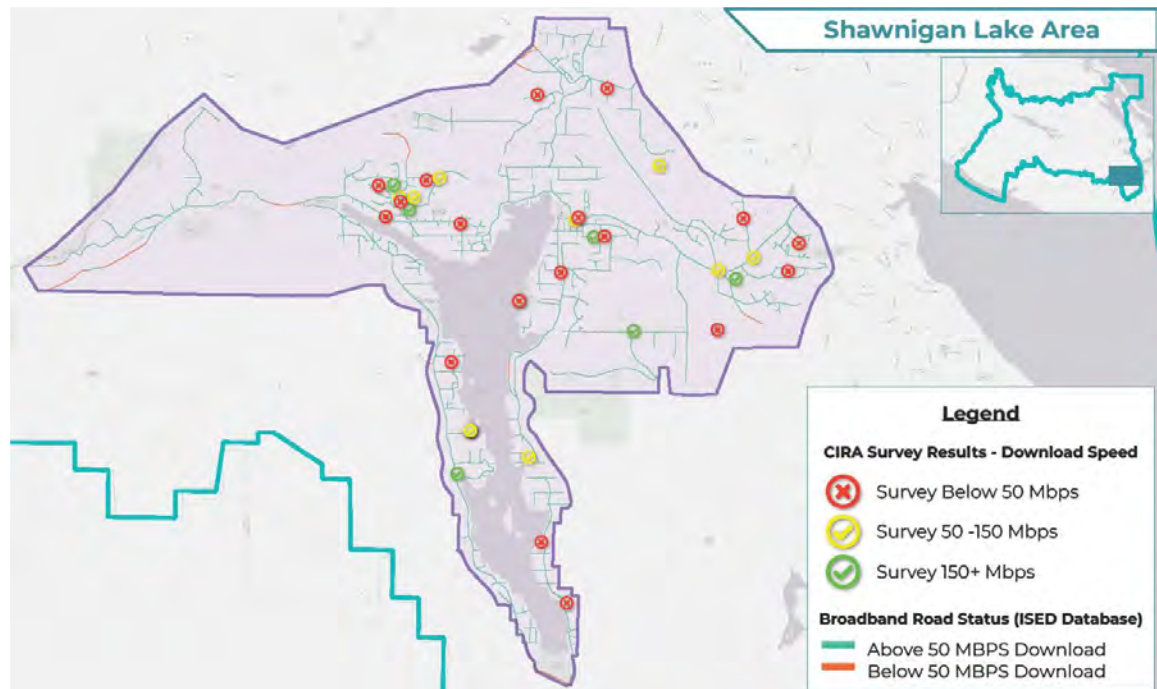 Shawnigan Lake Area
Legend
CIRA Survey Results - Download Speed
Survey Below 50 Mbps
Survey 50 -150 Mbps
Survey 150+ Mbps
Broadband Road Status (ISED Database)
Above 50 MBPS Download
Below 50 MBPS Download